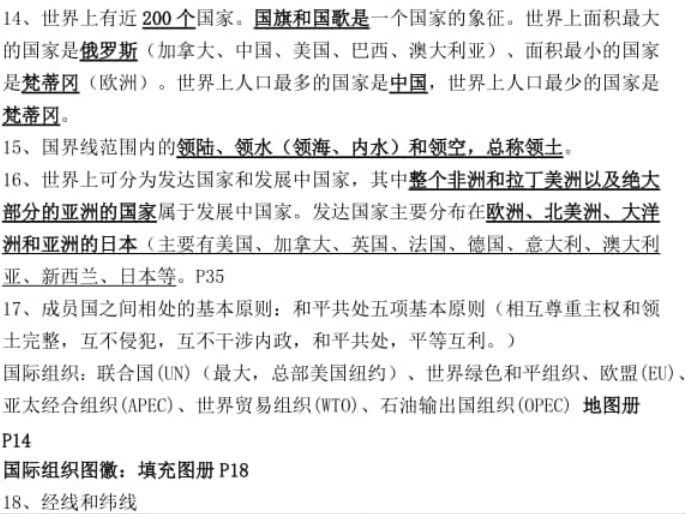 14、世界上有近 200 个国家。国旗和国歌是一个国家的象征。世界上面积最大
的国家是俄罗斯（加拿大、中国、美国、巴西、澳大利亚）、面积最小的国家
是梵蒂冈（欧洲）。世界上人口最多的国家是中国，世界上人口最少的国家是
梵蒂冈。
15、国界线范围内的领陆、领水（领海、内水）和领空，总称领土。
16、世界上可分为发达国家和发展中国家，其中整个非洲和拉丁美洲以及绝大
部分的亚洲的国家属于发展中国家。发达国家主要分布在欧洲、北美洲、大洋
洲和亚洲的日本（主要有美国、加拿大、英国、法国、德国、意大利、澳大利
亚、新西兰、日本等。P35
17、成员国之间相处的基本原则：和平共处五项基本原则（相互尊重主权和领
土完整，互不侵犯，互不干涉内政，和平共处，平等互利。）
国际组织：联合国(UN)（最大，总部美国纽约）、世界绿色和平组织、欧盟(EU)、
亚太经合组织(APEC)、世界贸易组织(WTO)、石油输出国组织(OPEC) 地图册
P14
国际组织图徽：填充图册 P18
18、经线和纬线